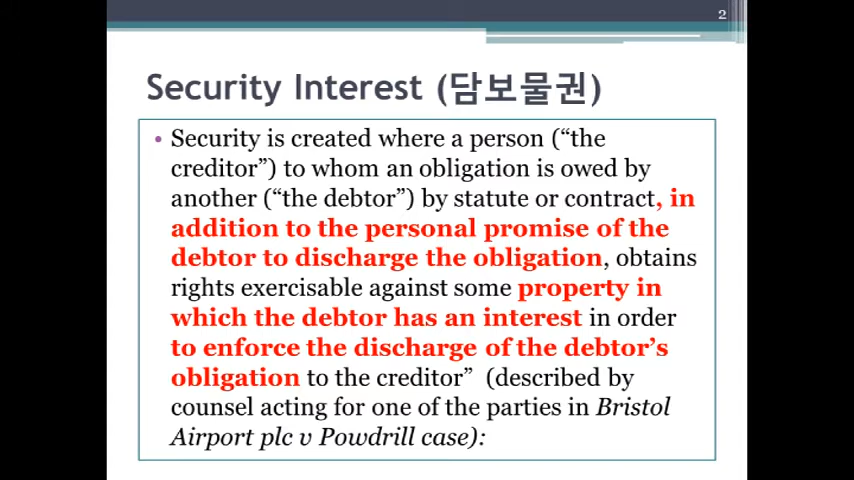 2
Security Interest (담보물권)
• Security is created where a person (“the
creditor”) to whom an obligation is owed by
another (“the debtor”) by statute or contract, in
addition to the personal promise of the
debtor to discharge the obligation, obtains
rights exercisable against some property in
which the debtor has an interest in order
to enforce the discharge of the debtor’s
obligation to the creditor” (described by
counsel acting for one of the parties in Bristol
Airport plc v Powdrill case):